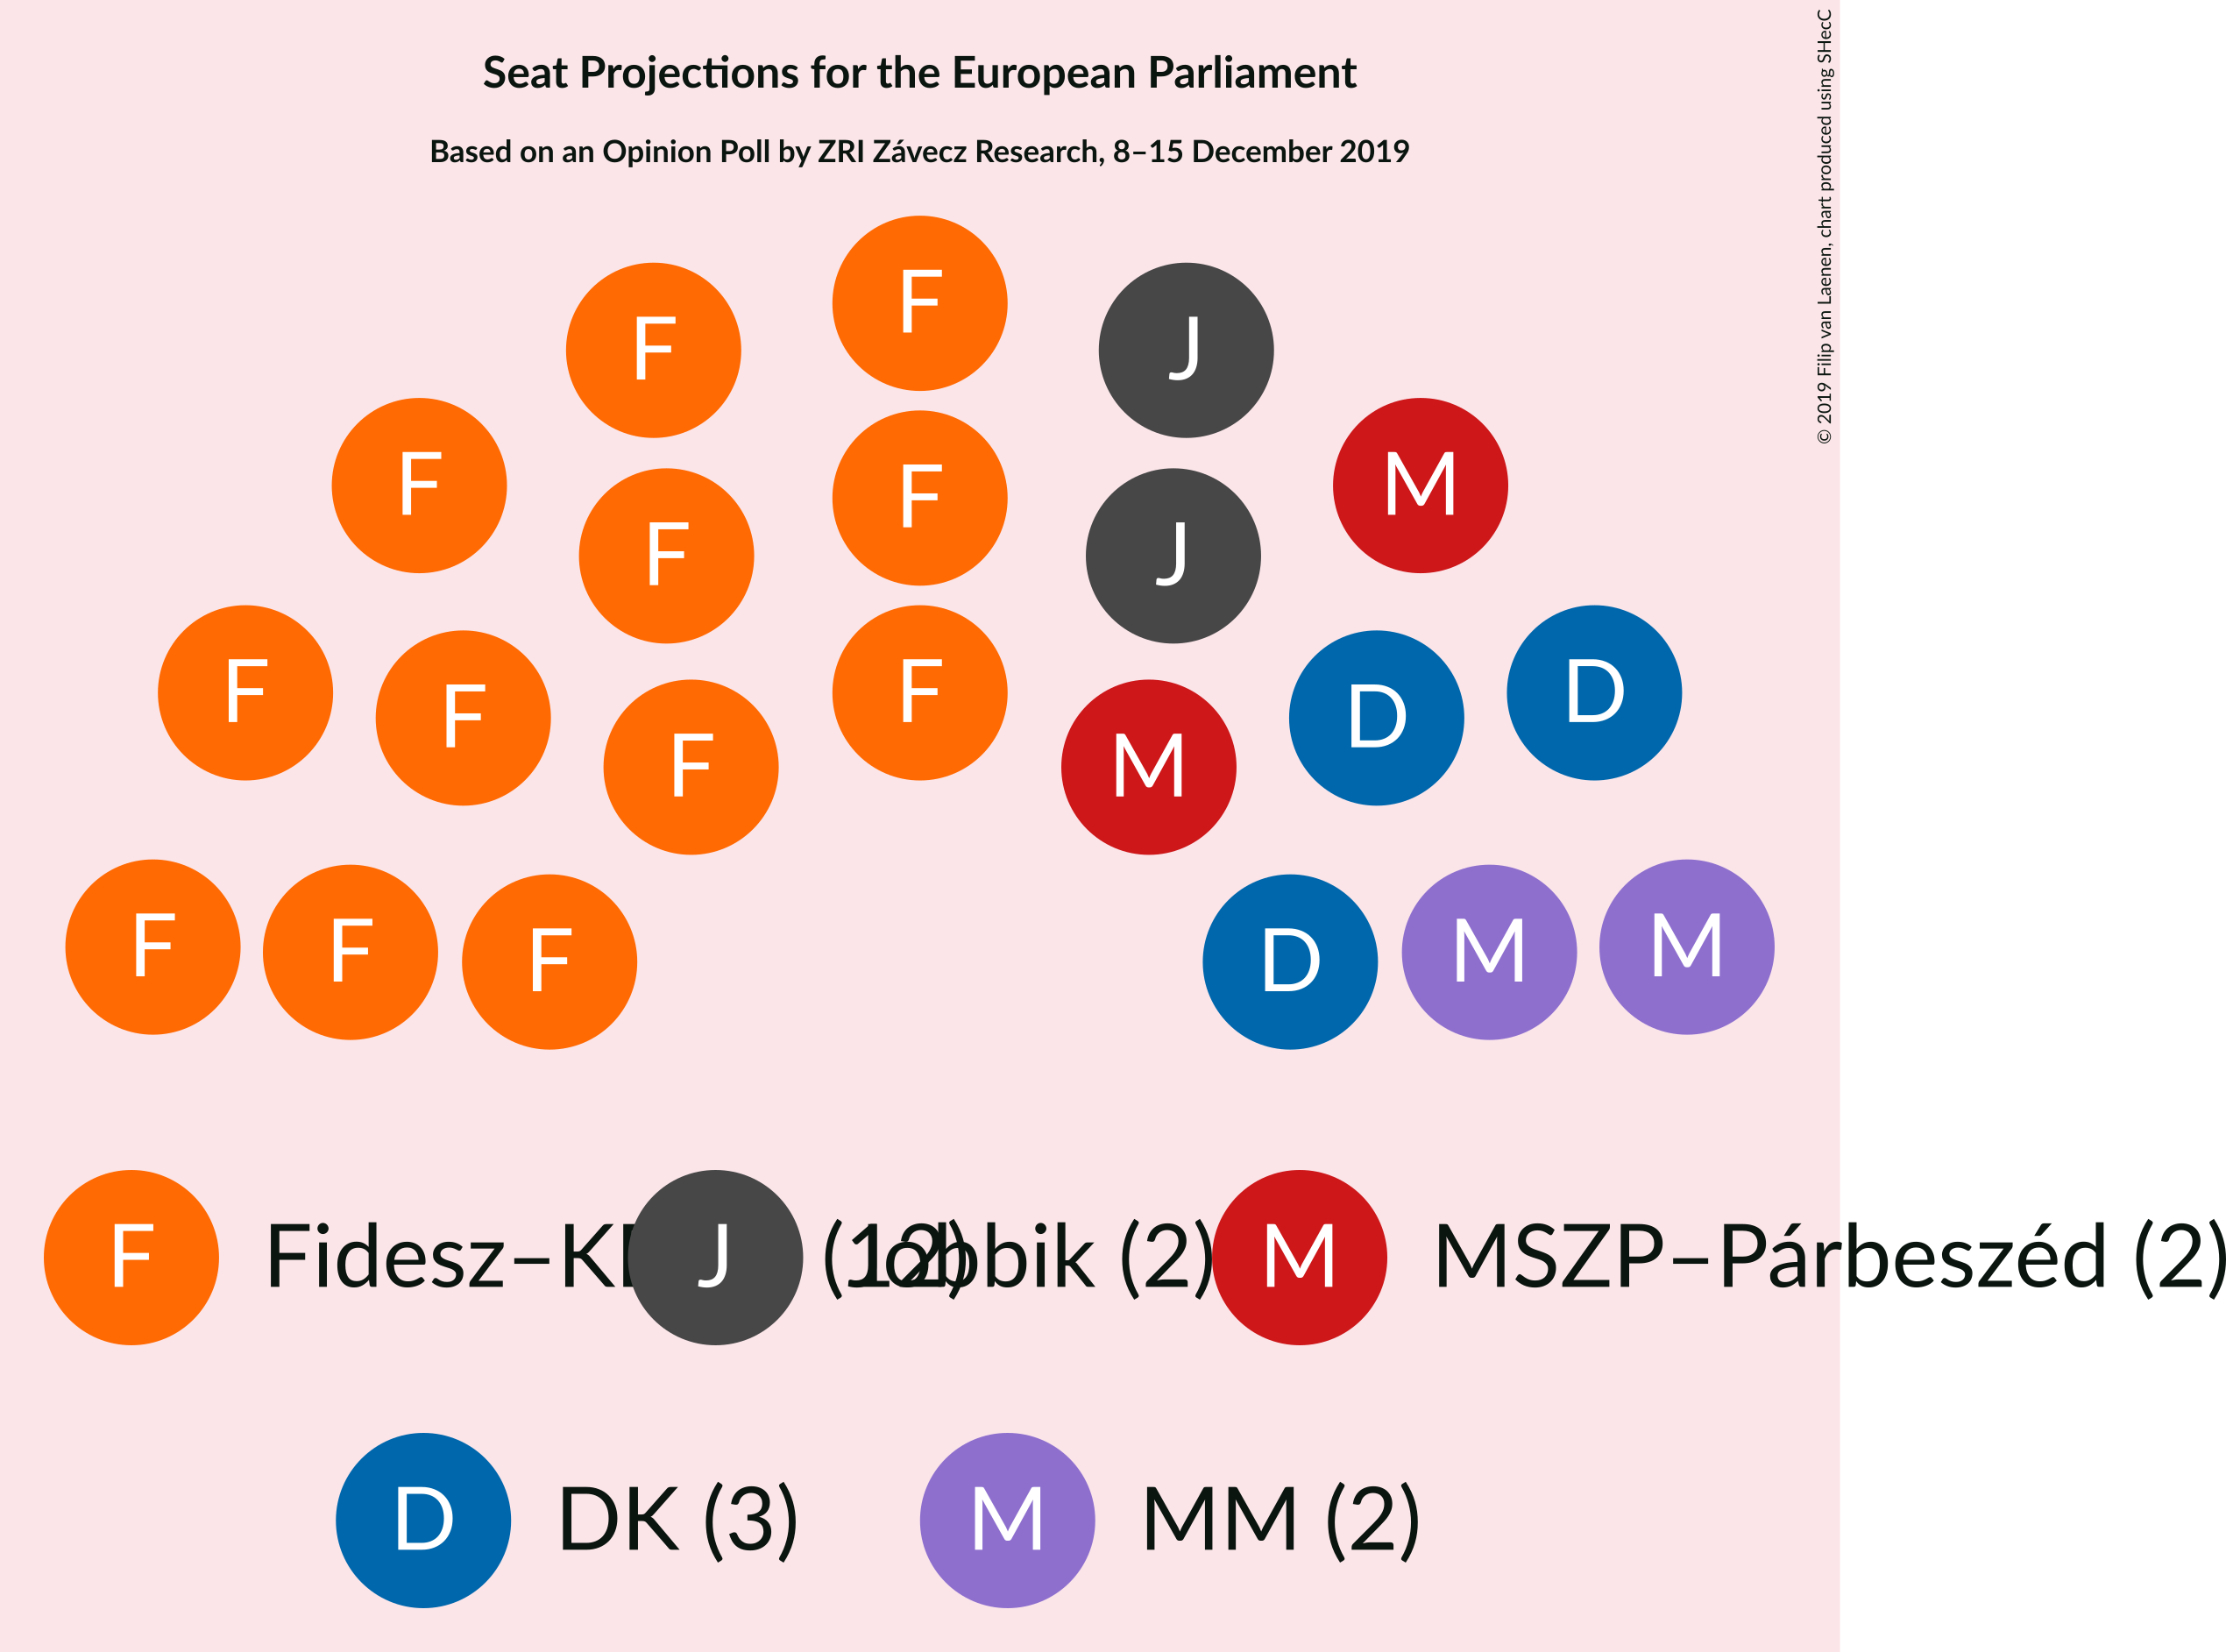 Seat Projections for the European Parliament
Based on an Opinion Poll by ZRI Závecz Research, 8–15 December 2019
© 2019 Filip van Laenen, chart produced using SHecC
F
F J
F M
F
F J
F D
F D
F
F M
F M
F M
F D
F Fidesz–K J (12) Jobbik (2) M MSZP–Párbeszéd (2)
D DK (3) M MM (2)